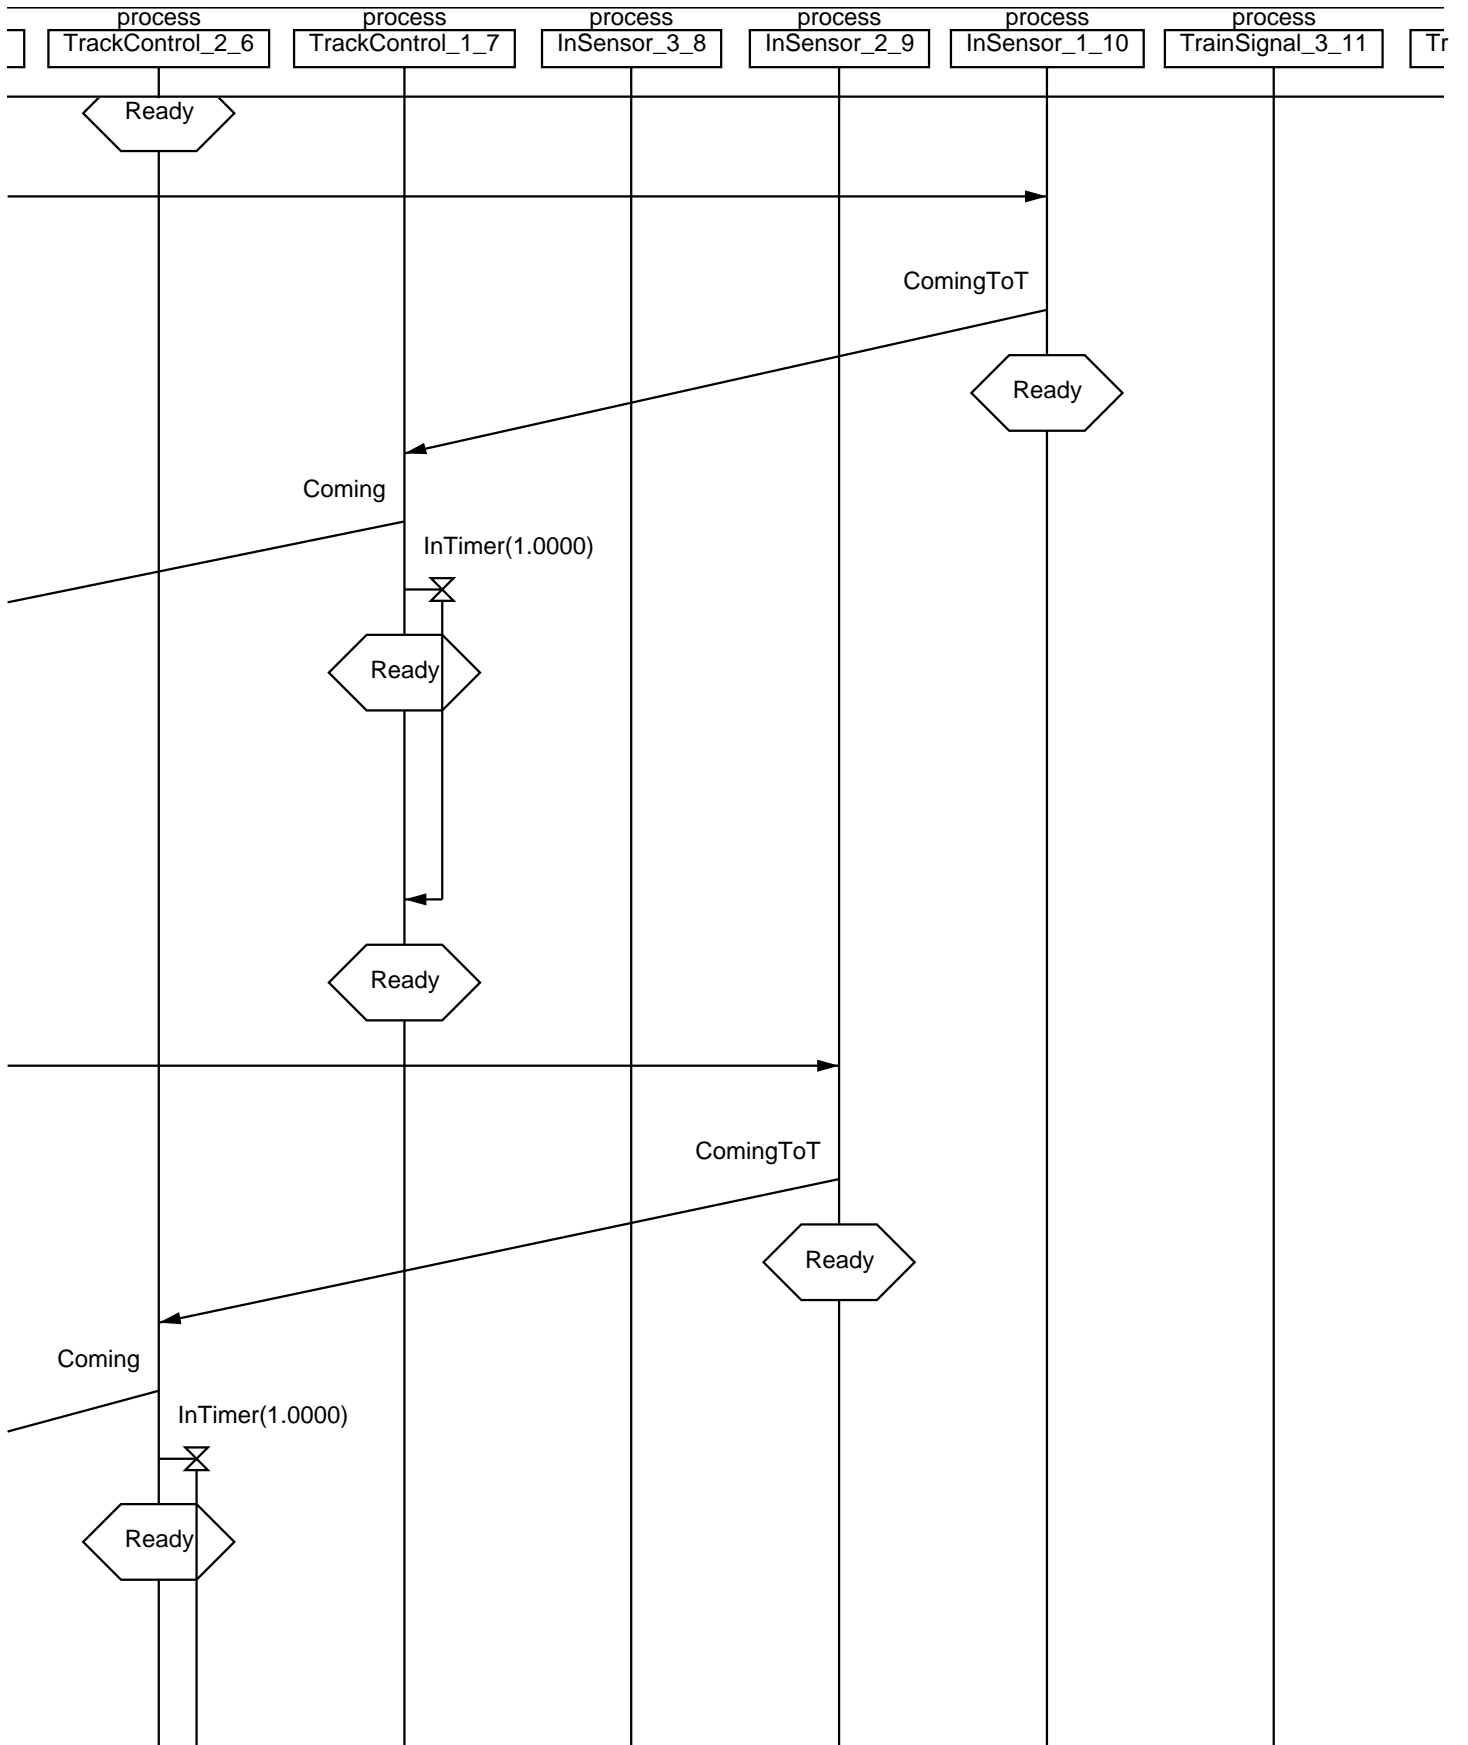 process process process process process process
TrackControl_2_6 TrackControl_1_7 InSensor_3_8 InSensor_2_9 InSensor_1_10 TrainSignal_3_11 Tr
Ready
ComingToT
Ready
Coming
InTimer(1.0000)
Ready
Ready
ComingToT
Ready
Coming
InTimer(1.0000)
Ready